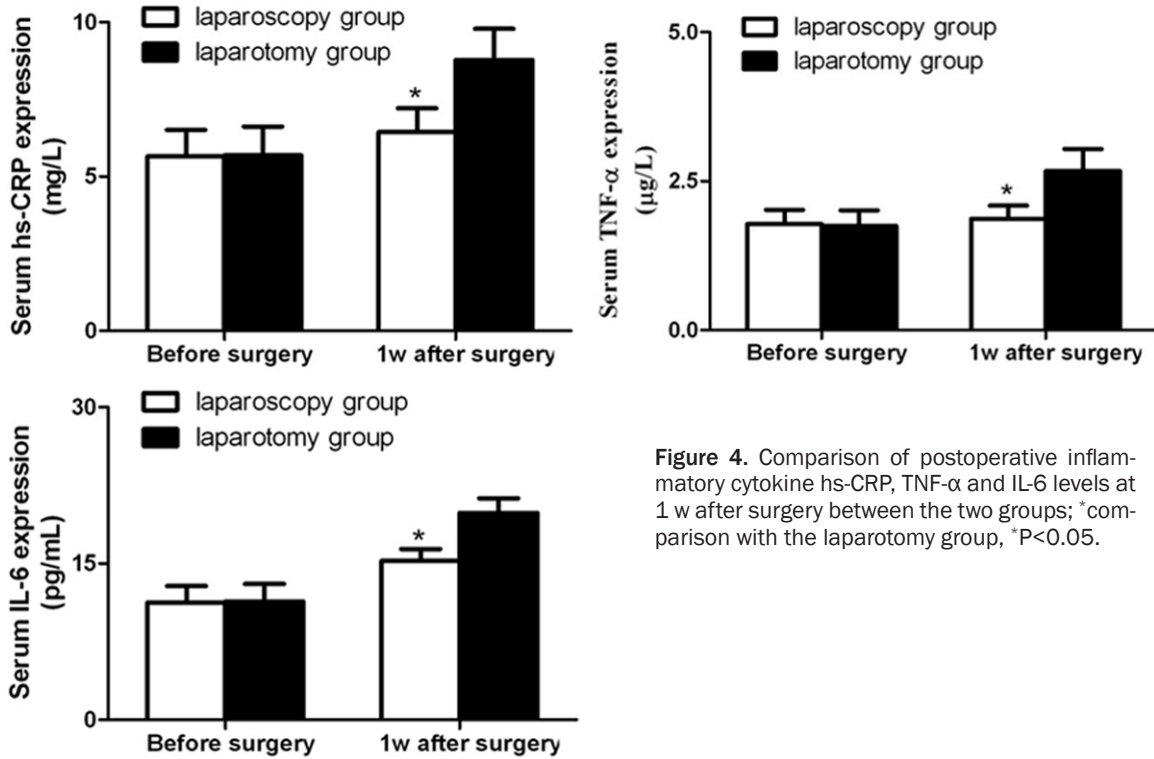 laparoscopy group
laparotomy group
Serum hs-CRP expression
(mg/L)
10
5
0
Before surgery
1w after surgery
*
laparoscopy group
laparotomy group
Serum TNF-α expression
(μg/L)
5.0
2.5
0.0
Before surgery
1w after surgery
*
laparoscopy group
laparotomy group
Serum IL-6 expression
(pg/mL)
30
15
0
Before surgery
1w after surgery
*
Figure 4. Comparison of postoperative inflam-
matory cytokine hs-CRP, TNF-α and IL-6 levels at
1 w after surgery between the two groups; *com-
parison with the laparotomy group, *P<0.05.